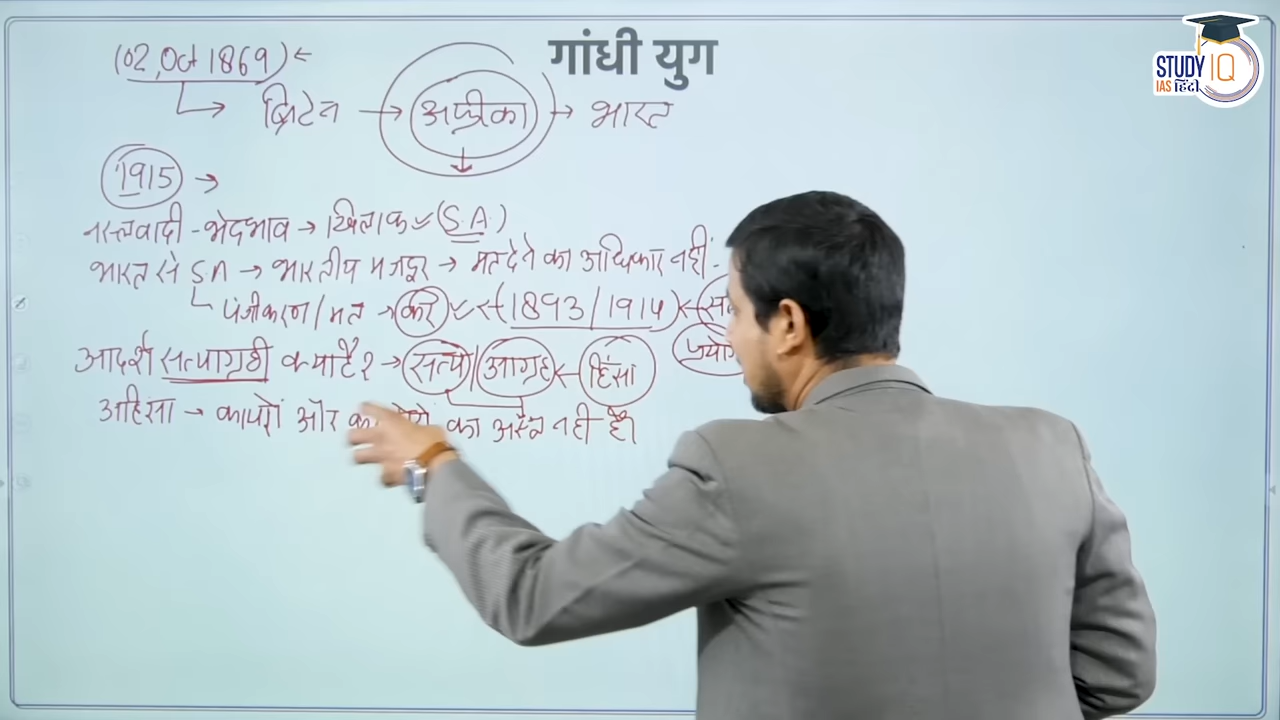 गांधी युग
STUDY IQ
IAS हिंदी
(02, Oct 1869) ←
→ ब्रिटेन → अफ्रीका → भारत
1915 →
नस्लवादी - भेदभाव → खिलाफ (S.A)
भारत से S.A → भारतीय मजदूर → मत देने का अधिकार नहीं.
पंजीकरण / मत → कर ← (1893 / 1914) ←
आदर्श सत्याग्रही क्या है? → सत्य / आग्रह ← हिंसा
अहिंसा → कायरों और का अस्त्र नही है।